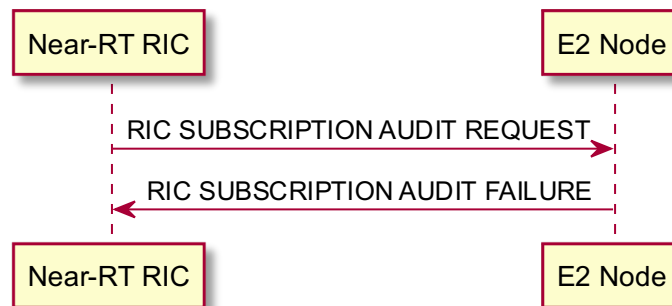 Near-RT RIC
E2 Node
RIC SUBSCRIPTION AUDIT REQUEST
RIC SUBSCRIPTION AUDIT FAILURE
Near-RT RIC
E2 Node